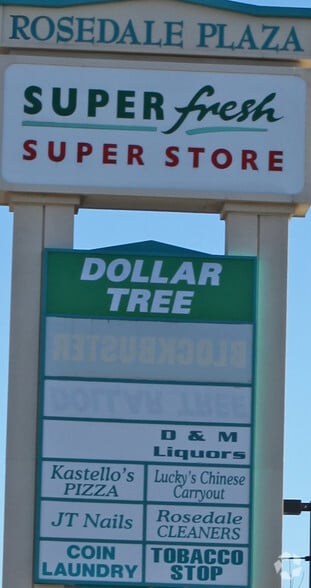 ROSEDALE PLAZA
SUPER fresh
SUPER STORE
DOLLAR
TREE
BLOCKBUSTER
DOLLAR TREE
D & M
Liquors
Kastello's
PIZZA
Lucky's Chinese
Carryout
JT Nails
Rosedale
CLEANERS
COIN
LAUNDRY
TOBACCO
STOP